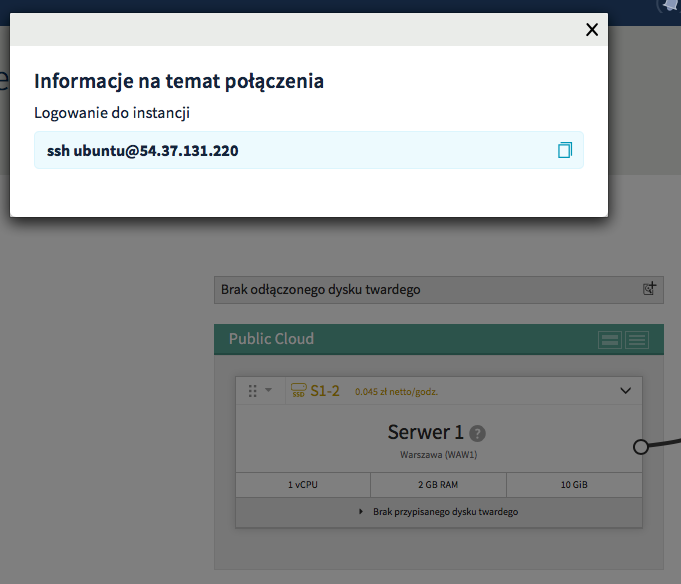 Informacje na temat połączenia
Logowanie do instancji
ssh ubuntu@54.37.131.220
Brak odłączonego dysku twardego
Public Cloud
SSD S1-2 0.045 zł netto/godz.
Serwer 1 ?
Warszawa (WAW1)
1 vCPU 2 GB RAM 10 GiB
Brak przypisanego dysku twardego